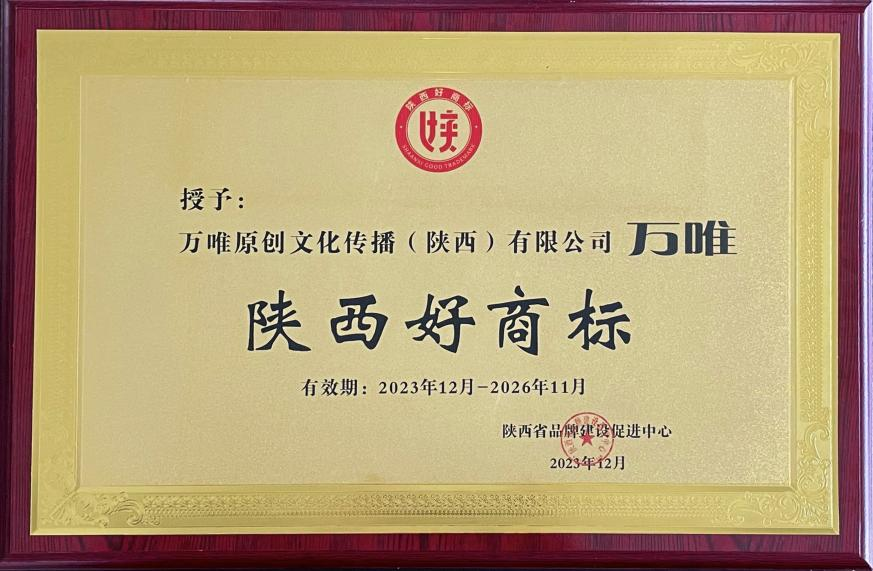 陕西好商标
SHAANXI GOOD TRADEMARK
授予：
万唯原创文化传播（陕西）有限公司 万唯
陕西好商标
有效期：2023年12月-2026年11月
陕西省品牌建设促进中心
2023年12月